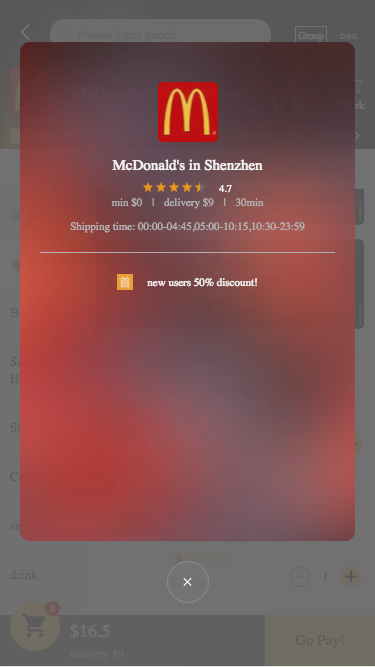 Please input goods
Group
McDonald's in Shenzhen
4.7
min $0 | delivery $9 | 30min
Shipping time: 00:00-04:45,05:00-10:15,10:30-23:59
首 new users 50% discount!
drink
1
2
$16.5
delivery $9
Go Pay!